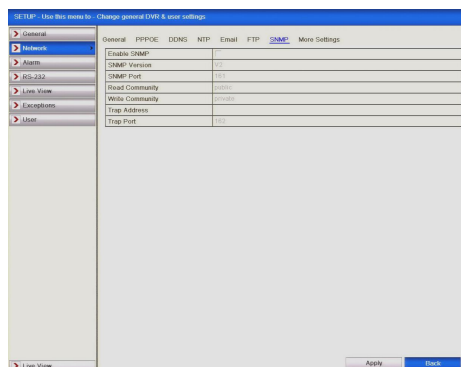 SETUP - Use this menu to - Change general DVR & user settings
General
Network
Alarm
RS-232
Live View
Exceptions
User
General PPPOE DDNS NTP Email FTP SNMP More Settings
Enable SNMP
SNMP Version V2
SNMP Port 161
Read Community public
Write Community private
Trap Address
Trap Port 162
Live View
Apply Back